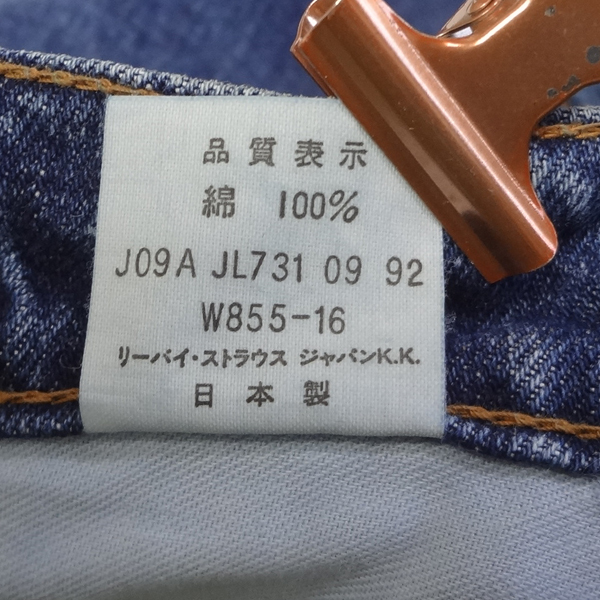 品質表示
綿 100%
J09A JL731 09 92
W855-16
リーバイ・ストラウス ジャパンK.K.
日本製